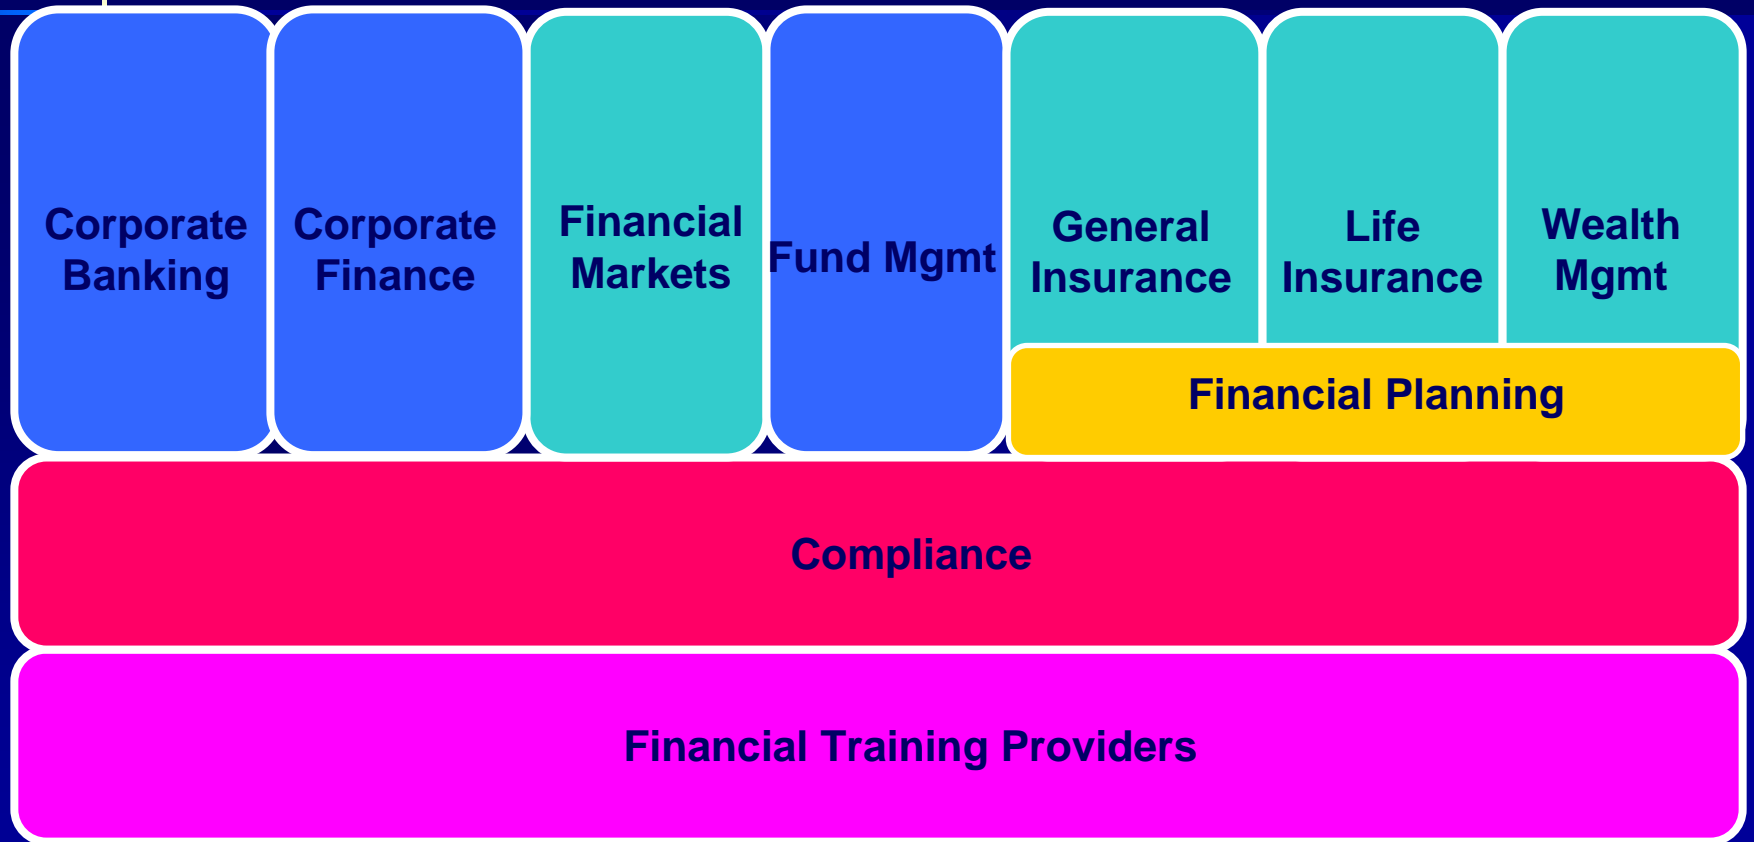 Corporate
Banking
Corporate
Finance
Financial
Markets
Fund Mgmt
General
Insurance
Life
Insurance
Wealth
Mgmt
Financial Planning
Compliance
Financial Training Providers